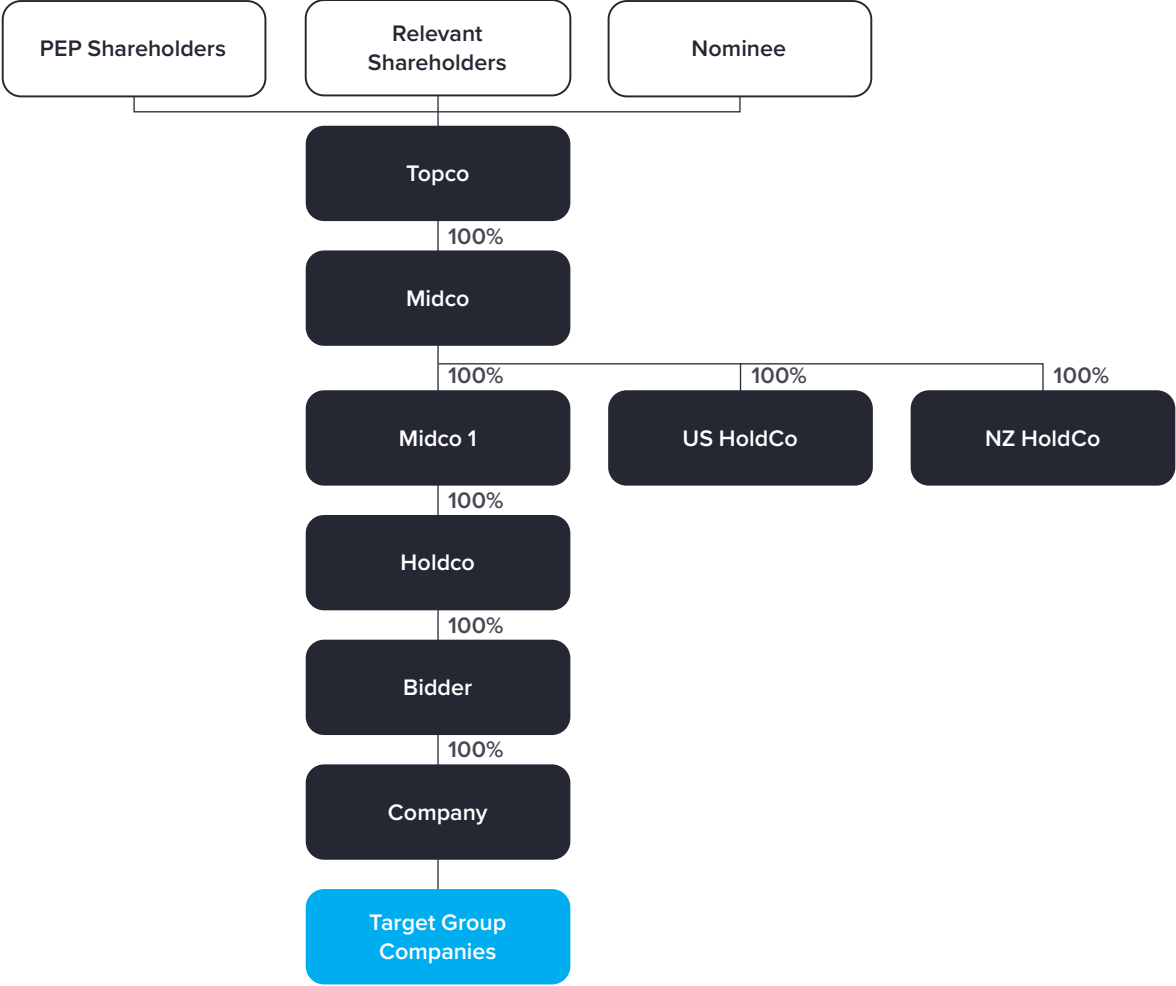 PEP Shareholders
Relevant
Shareholders
Nominee
Topco
100%
Midco
100%
100%
100%
Midco 1
US HoldCo
NZ HoldCo
100%
Holdco
100%
Bidder
100%
Company
Target Group
Companies